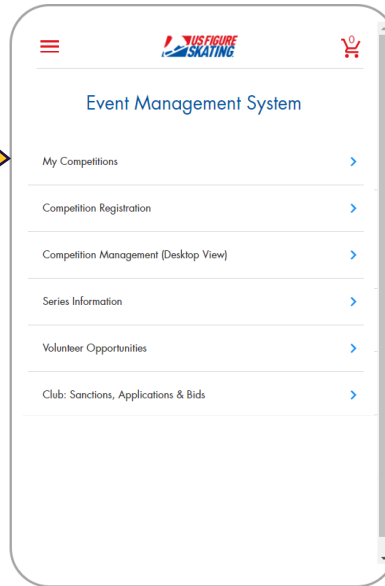 US FIGURE
SKATING
0
Event Management System
My Competitions
Competition Registration
Competition Management (Desktop View)
Series Information
Volunteer Opportunities
Club: Sanctions, Applications & Bids